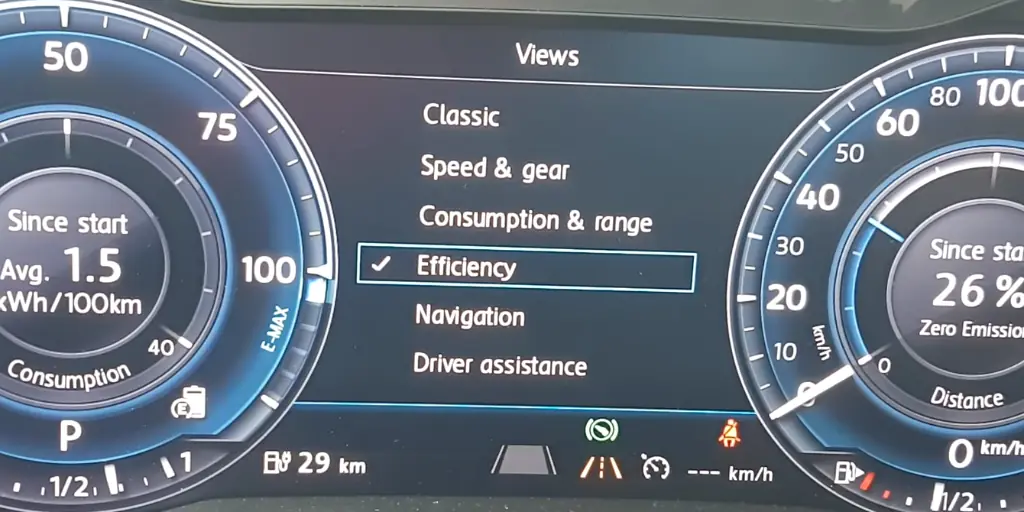 Views
Classic
Speed & gear
Consumption & range
Efficiency
Navigation
Driver assistance
50
75
100
E-MAX
Since start
Avg. 1.5
kWh/100km
40
Consumption
E
P
1/2
1
29 km
--- km/h
100
80
60
50
40
30
20
10
0
km/h
Since
26 %
Zero
0
Distance
0 km/h
1/2